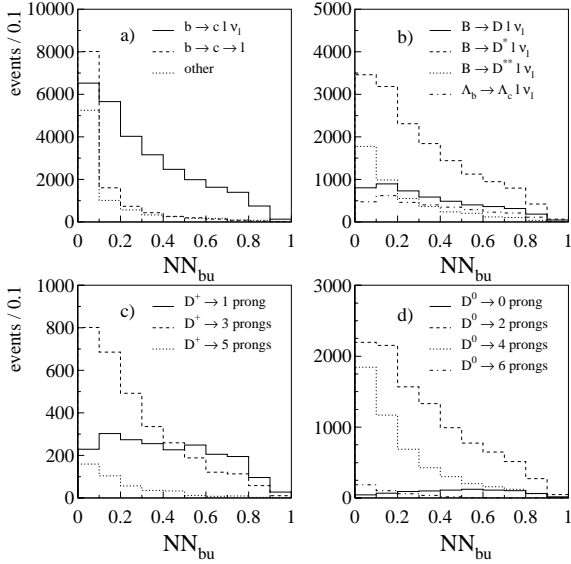 events / 0.1
10000
8000
6000
4000
2000
0
a)
b → c l ν_l
b → c → l
other
0 0.2 0.4 0.6 0.8 1
NN_bu
5000
4000
3000
2000
1000
0
b)
B → D l ν_l
B → D^* l ν_l
B → D^** l ν_l
Λ_b → Λ_c l ν_l
0 0.2 0.4 0.6 0.8 1
NN_bu
events / 0.1
1000
800
600
400
200
0
c)
D^+ → 1 prong
D^+ → 3 prongs
D^+ → 5 prongs
0 0.2 0.4 0.6 0.8 1
NN_bu
3000
2000
1000
0
d)
D^0 → 0 prong
D^0 → 2 prongs
D^0 → 4 prongs
D^0 → 6 prongs
0 0.2 0.4 0.6 0.8 1
NN_bu